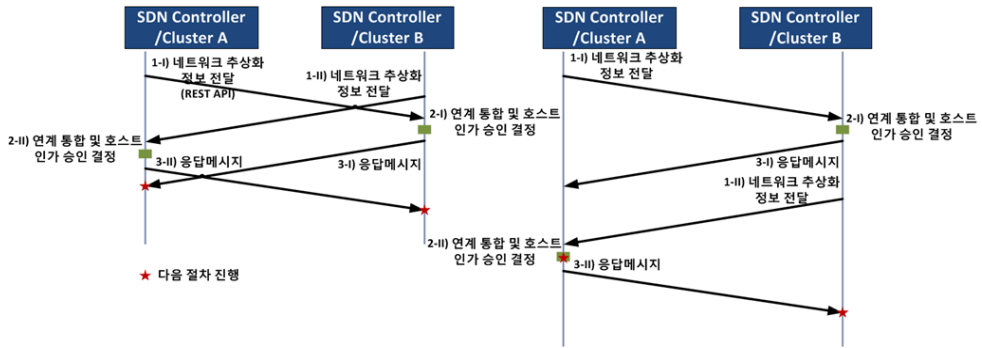 SDN Controller
/Cluster A
SDN Controller
/Cluster B
1-I) 네트워크 추상화
정보 전달
(REST API)
1-II) 네트워크 추상화
정보 전달
2-I) 연계 통합 및 호스트
인가 승인 결정
2-II) 연계 통합 및 호스트
인가 승인 결정
3-II) 응답메시지
3-I) 응답메시지
다음 절차 진행
SDN Controller
/Cluster A
SDN Controller
/Cluster B
1-I) 네트워크 추상화
정보 전달
2-I) 연계 통합 및 호스트
인가 승인 결정
3-I) 응답메시지
1-II) 네트워크 추상화
정보 전달
2-II) 연계 통합 및 호스트
인가 승인 결정
3-II) 응답메시지